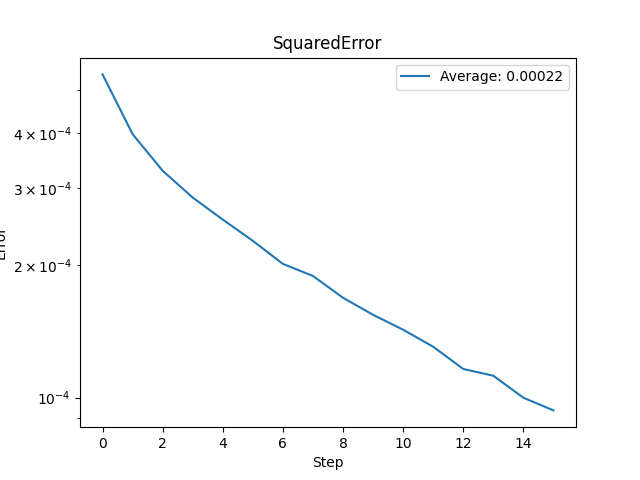 SquaredError
Average: 0.00022
4 × 10⁻⁴
3 × 10⁻⁴
2 × 10⁻⁴
10⁻⁴
Error
0 2 4 6 8 10 12 14
Step